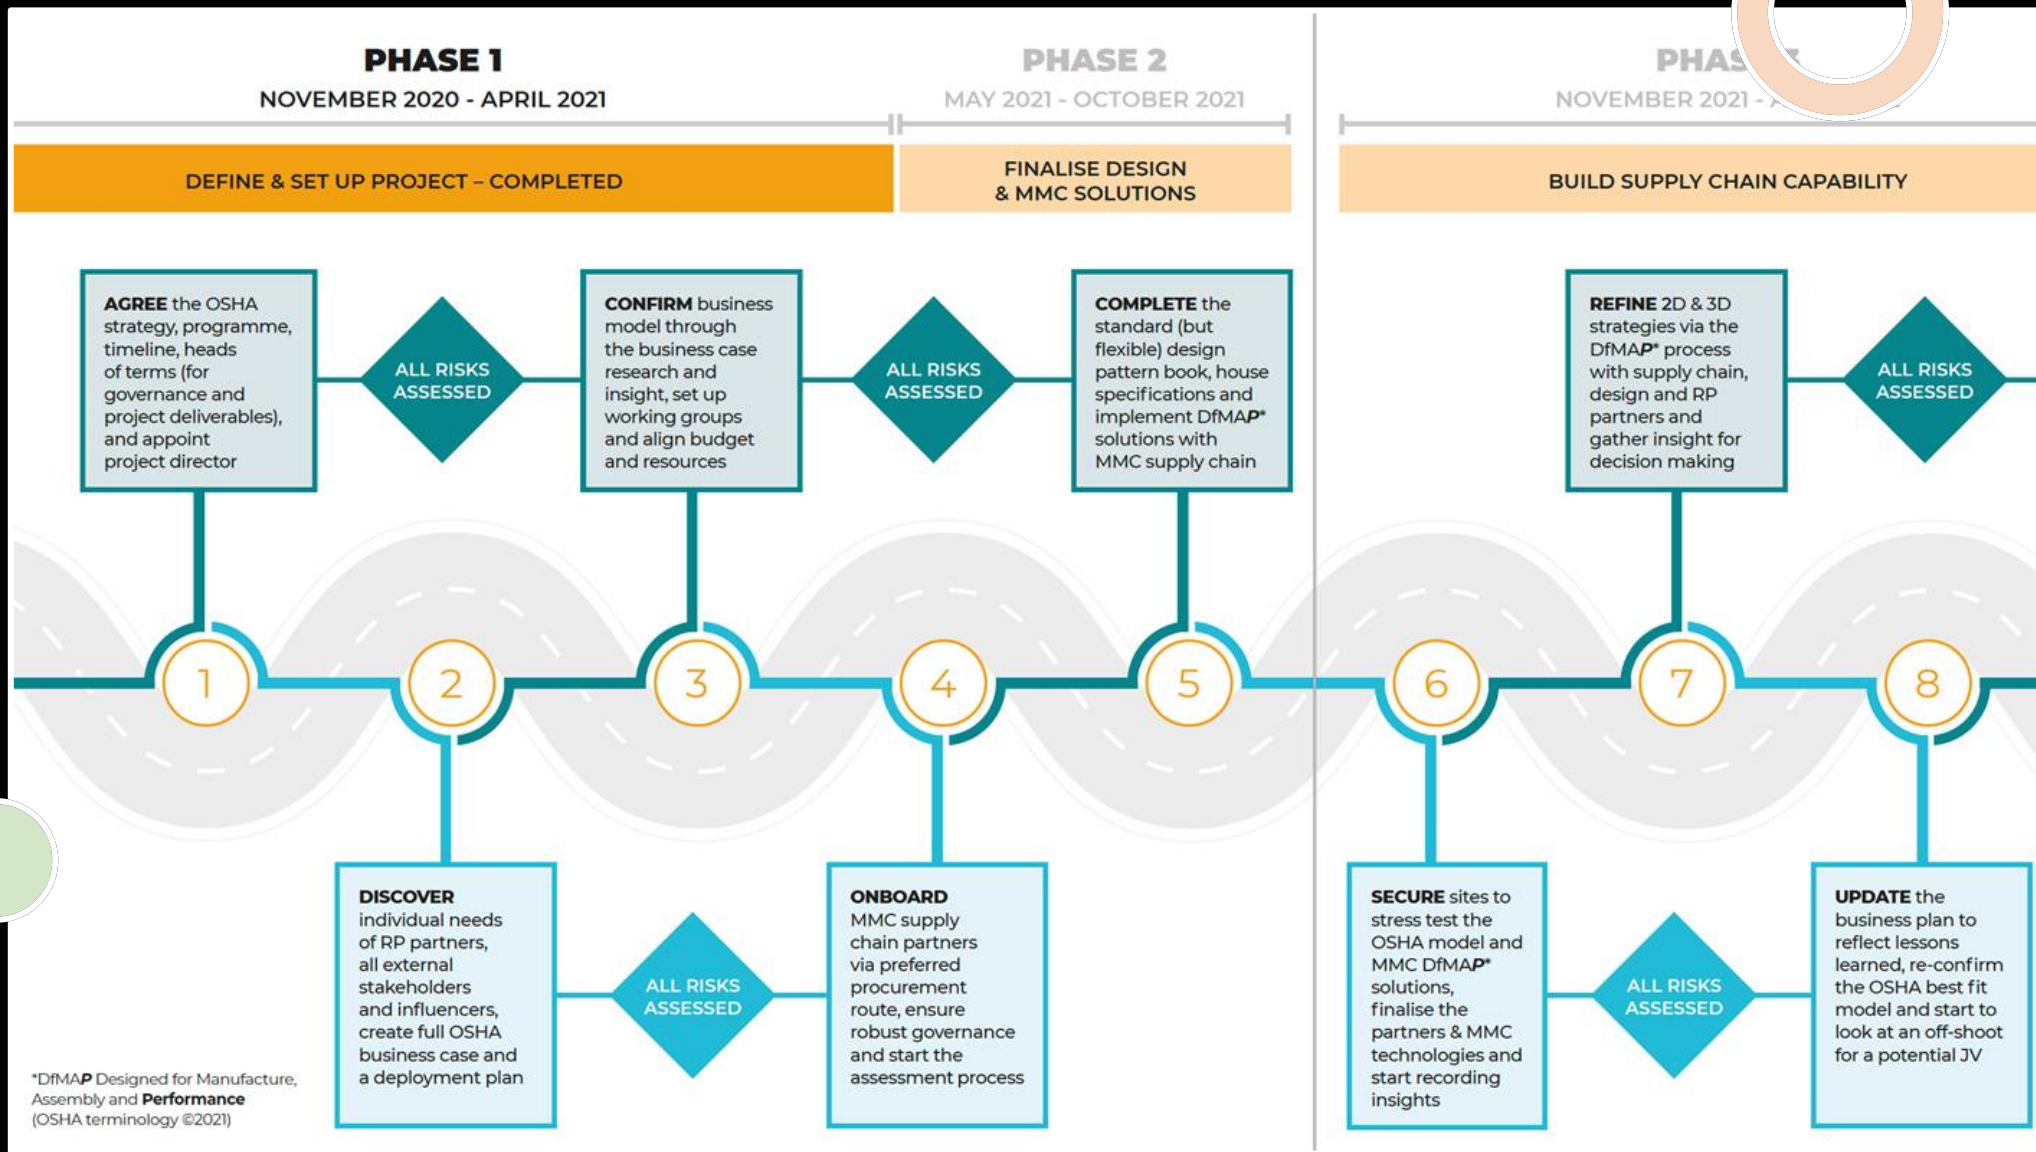 PHASE 1
NOVEMBER 2020 - APRIL 2021
PHASE 2
MAY 2021 - OCTOBER 2021
NOVEMBER 2021 -
DEFINE & SET UP PROJECT – COMPLETED
FINALISE DESIGN
& MMC SOLUTIONS
BUILD SUPPLY CHAIN CAPABILITY
AGREE the OSHA
strategy, programme,
timeline, heads
of terms (for
governance and
project deliverables),
and appoint
project director
ALL RISKS
ASSESSED
CONFIRM business
model through
the business case
research and
insight, set up
working groups
and align budget
and resources
ALL RISKS
ASSESSED
COMPLETE the
standard (but
flexible) design
pattern book, house
specifications and
implement DfMAP*
solutions with
MMC supply chain
REFINE 2D & 3D
strategies via the
DfMAP* process
with supply chain,
design and RP
partners and
gather insight for
decision making
ALL RISKS
ASSESSED
1
2
3
4
5
6
7
8
DISCOVER
individual needs
of RP partners,
all external
stakeholders
and influencers,
create full OSHA
business case and
a deployment plan
ALL RISKS
ASSESSED
ONBOARD
MMC supply
chain partners
via preferred
procurement
route, ensure
robust governance
and start the
assessment process
SECURE sites to
stress test the
OSHA model and
MMC DfMAP*
solutions,
finalise the
partners & MMC
technologies and
start recording
insights
ALL RISKS
ASSESSED
UPDATE the
business plan to
reflect lessons
learned, re-confirm
the OSHA best fit
model and start to
look at an off-shoot
for a potential JV
*DfMAP Designed for Manufacture,
Assembly and Performance
(OSHA terminology ©2021)